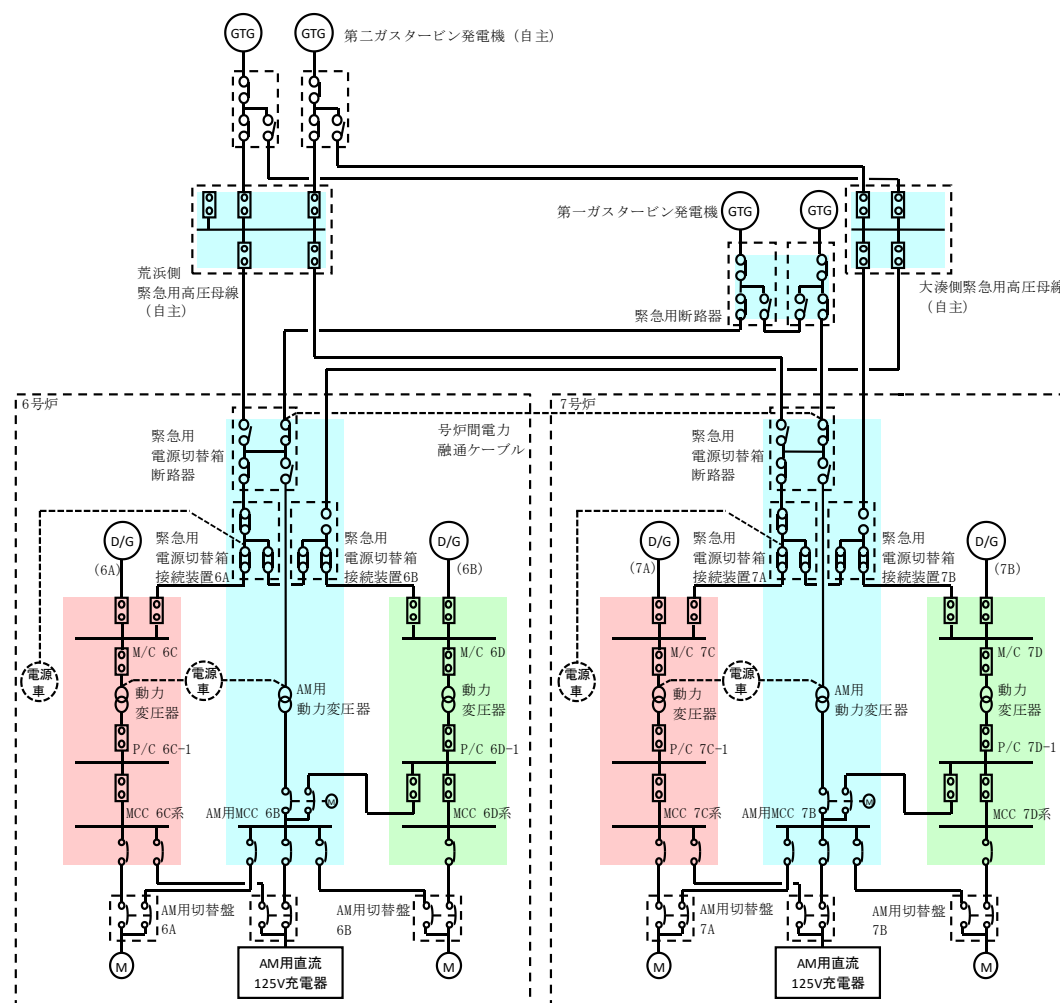 GTG
GTG
第二ガスタービン発電機（自主）
第一ガスタービン発電機
GTG
GTG
荒浜側
緊急用高圧母線
（自主）
緊急用断路器
大湊側緊急用高圧母線
（自主）
6号炉
7号炉
緊急用
電源切替箱
断路器
号炉間電力
融通ケーブル
緊急用
電源切替箱
断路器
D/G
(6A)
緊急用
電源切替箱
接続装置6A
緊急用
電源切替箱
接続装置6B
D/G
(6B)
D/G
(7A)
緊急用
電源切替箱
接続装置7A
緊急用
電源切替箱
接続装置7B
D/G
(7B)
M/C 6C
M/C 6D
M/C 7C
M/C 7D
電源
車
電源
車
電源
車
電源
車
動力
変圧器
AM用
動力変圧器
動力
変圧器
動力
変圧器
AM用
動力変圧器
動力
変圧器
P/C 6C-1
P/C 6D-1
P/C 7C-1
P/C 7D-1
M
M
MCC 6C系
AM用MCC 6B
MCC 6D系
MCC 7C系
AM用MCC 7B
MCC 7D系
AM用切替盤
6A
AM用切替盤
6B
AM用切替盤
7A
AM用切替盤
7B
M
AM用直流
125V充電器
M
M
AM用直流
125V充電器
M